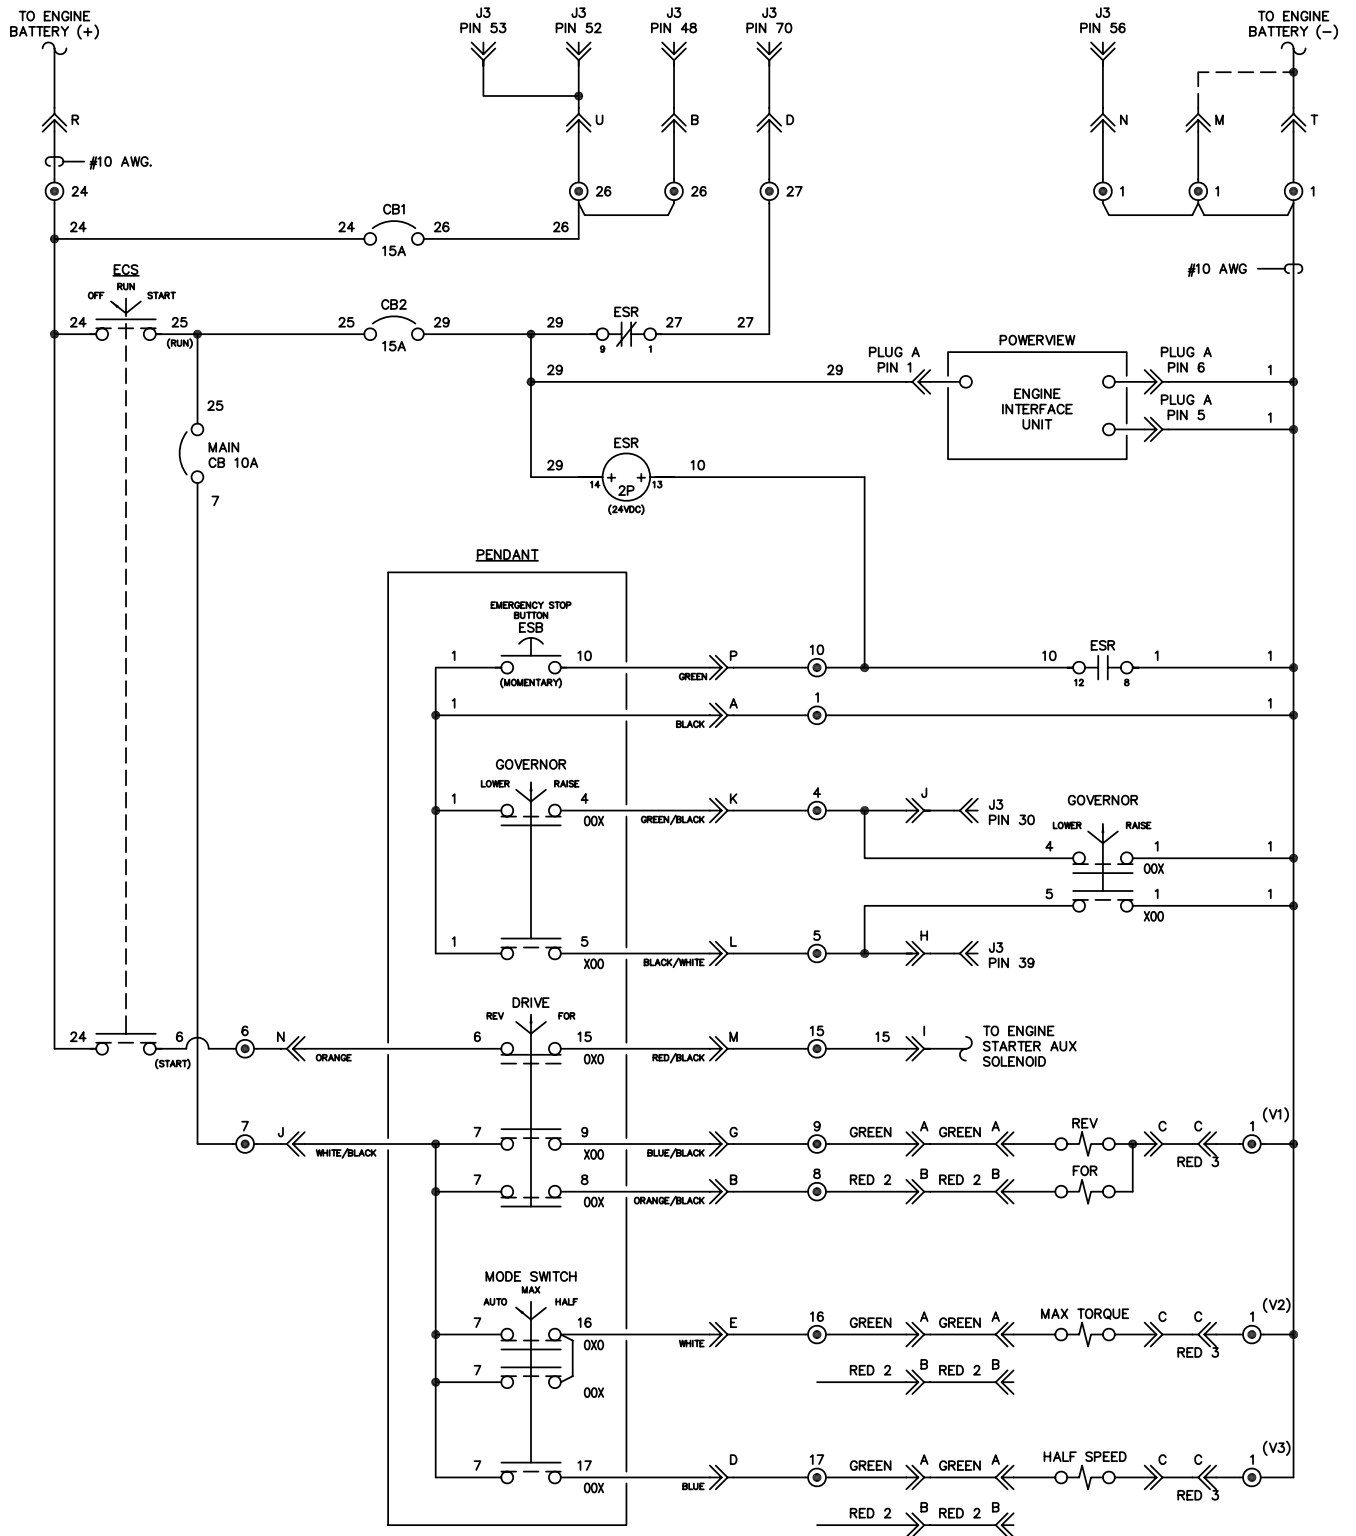 TO ENGINE
BATTERY (+)
J3
PIN 53
J3
PIN 52
J3
PIN 48
J3
PIN 70
J3
PIN 56
TO ENGINE
BATTERY (−)
R
U
B
D
N
M
T
#10 AWG.
24
26
26
27
1
1
1
24
24
CB1
26
26
15A
#10 AWG
ECS
OFF
RUN
START
24
25
(RUN)
25
CB2
29
15A
29
ESR
27
27
9
1
POWERVIEW
29
29
PLUG A
PIN 1
ENGINE
INTERFACE
UNIT
PLUG A
PIN 6
1
PLUG A
PIN 5
1
25
MAIN
CB 10A
7
29
ESR
14
+
+
13
2P
(24VDC)
10
PENDANT
EMERGENCY STOP
BUTTON
ESB
1
10
(MOMENTARY)
GREEN
P
10
10
ESR
1
1
12
8
1
BLACK
A
1
1
GOVERNOR
LOWER
RAISE
1
4
00X
GREEN/BLACK
K
4
J
J3
PIN 30
GOVERNOR
LOWER
RAISE
4
1
1
00X
5
1
1
X00
1
5
X00
BLACK/WHITE
L
5
H
J3
PIN 39
DRIVE
REV
FOR
24
6
(START)
6
N
ORANGE
6
15
0X0
RED/BLACK
M
15
15
I
TO ENGINE
STARTER AUX
SOLENOID
7
J
WHITE/BLACK
7
9
X00
BLUE/BLACK
G
9
GREEN
A
GREEN
A
REV
C
C
RED 3
1
(V1)
7
8
00X
ORANGE/BLACK
B
8
RED 2
B
RED 2
B
FOR
MODE SWITCH
AUTO
MAX
HALF
7
16
0X0
WHITE
E
16
GREEN
A
GREEN
A
MAX TORQUE
C
C
RED 3
1
(V2)
7
00X
RED 2
B
RED 2
B
7
17
00X
BLUE
D
17
GREEN
A
GREEN
A
HALF SPEED
C
C
RED 3
1
(V3)
RED 2
B
RED 2
B